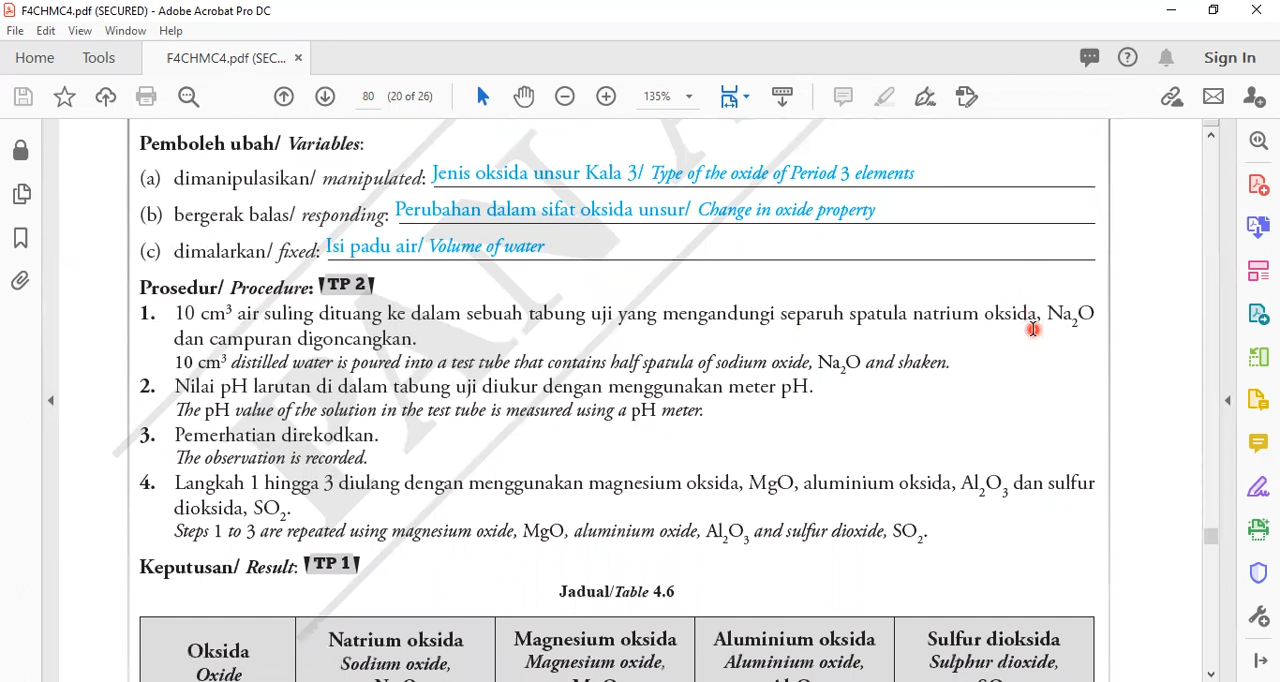 F4CHMC4.pdf (SECURED) - Adobe Acrobat Pro DC
File Edit View Window Help
Home Tools F4CHMC4.pdf (SEC... × Sign In
80 (20 of 26) 135%
Pemboleh ubah/ Variables:
(a) dimanipulasikan/ manipulated: Jenis oksida unsur Kala 3/ Type of the oxide of Period 3 elements
(b) bergerak balas/ responding: Perubahan dalam sifat oksida unsur/ Change in oxide property
(c) dimalarkan/ fixed: Isi padu air/ Volume of water
Prosedur/ Procedure: TP 2
1. 10 cm³ air suling dituang ke dalam sebuah tabung uji yang mengandungi separuh spatula natrium oksida, Na₂O
dan campuran digoncangkan.
10 cm³ distilled water is poured into a test tube that contains half spatula of sodium oxide, Na₂O and shaken.
2. Nilai pH larutan di dalam tabung uji diukur dengan menggunakan meter pH.
The pH value of the solution in the test tube is measured using a pH meter.
3. Pemerhatian direkodkan.
The observation is recorded.
4. Langkah 1 hingga 3 diulang dengan menggunakan magnesium oksida, MgO, aluminium oksida, Al₂O₃ dan sulfur
dioksida, SO₂.
Steps 1 to 3 are repeated using magnesium oxide, MgO, aluminium oxide, Al₂O₃ and sulfur dioxide, SO₂.
Keputusan/ Result: TP 1
Jadual/Table 4.6
Oksida Natrium oksida Magnesium oksida Aluminium oksida Sulfur dioksida
Oxide Sodium oxide, Magnesium oxide, Aluminium oxide, Sulphur dioxide,